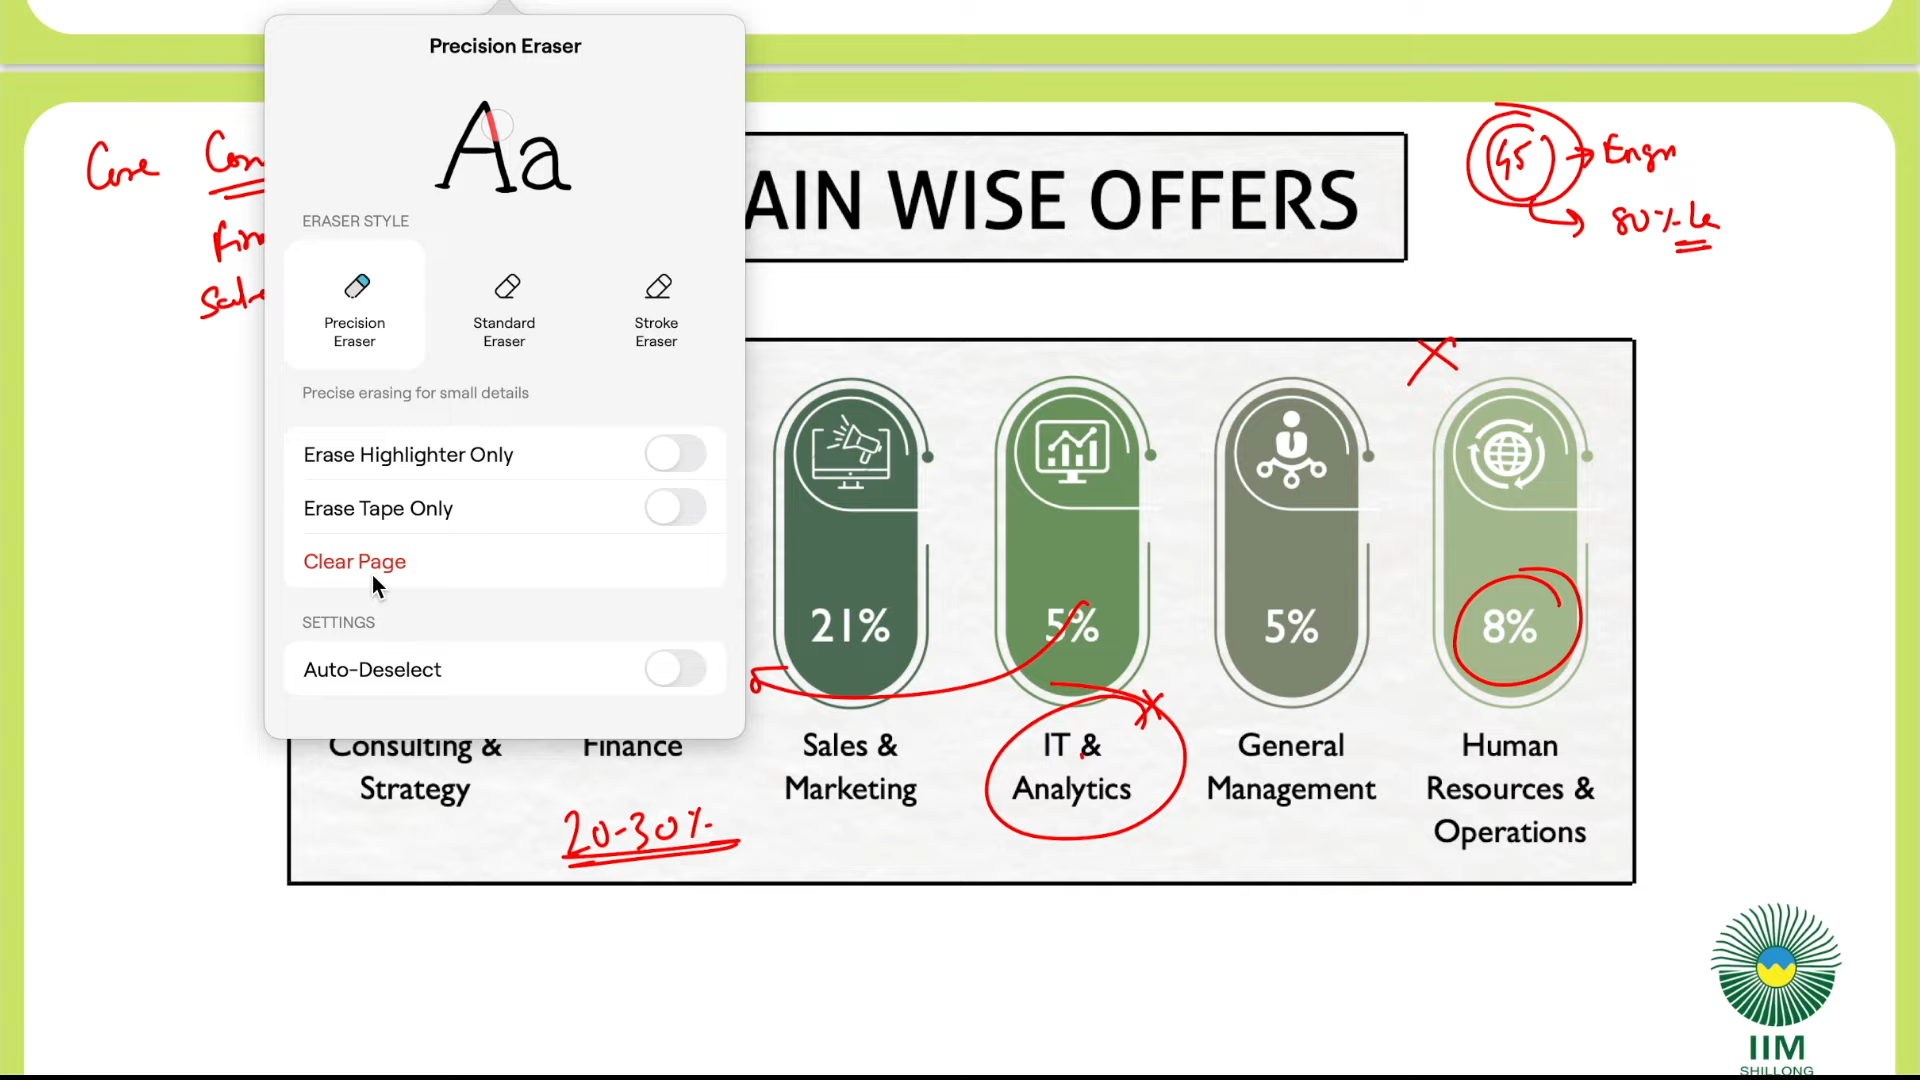 Precision Eraser
Aa
ERASER STYLE
Precision Eraser
Standard Eraser
Stroke Eraser
Precise erasing for small details
Erase Highlighter Only
Erase Tape Only
Clear Page
SETTINGS
Auto-Deselect
Core
45 → Engn
80%
AIN WISE OFFERS
21%
5%
5%
8%
Consulting & Strategy
Finance
Sales & Marketing
IT & Analytics
General Management
Human Resources & Operations
20-30%
IIM
SHILLONG